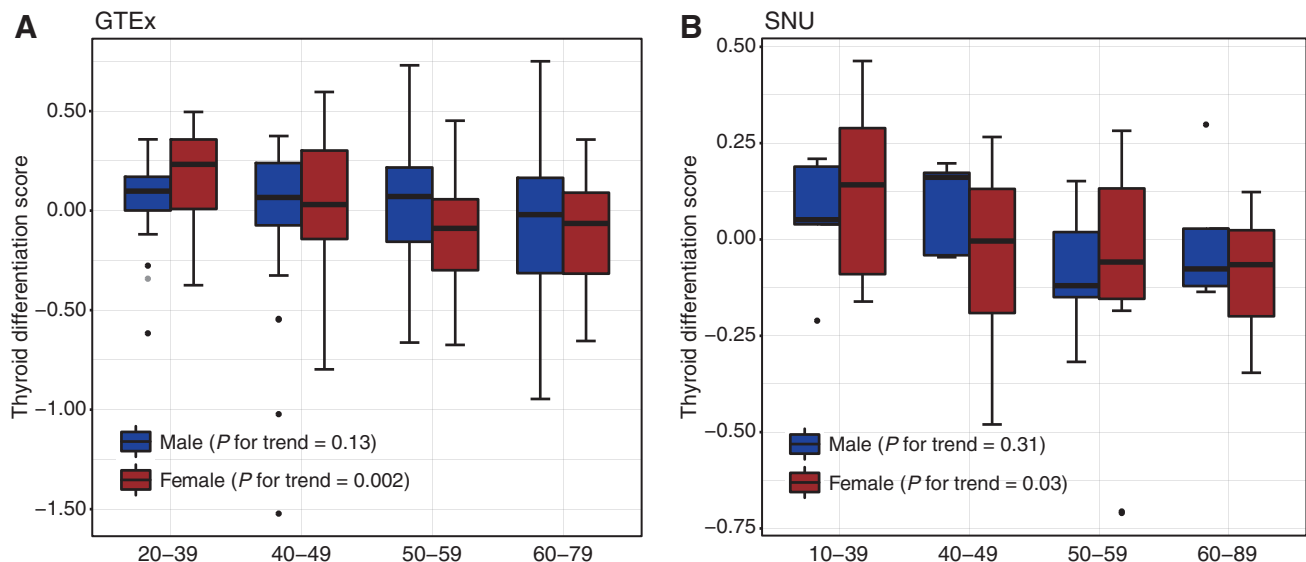 A
GTEx
Thyroid differentiation score
0.50
0.00
−0.50
−1.00
−1.50
Male (P for trend = 0.13)
Female (P for trend = 0.002)
20–39
40–49
50–59
60–79
B
SNU
Thyroid differentiation score
0.50
0.25
0.00
−0.25
−0.50
−0.75
Male (P for trend = 0.31)
Female (P for trend = 0.03)
10–39
40–49
50–59
60–89